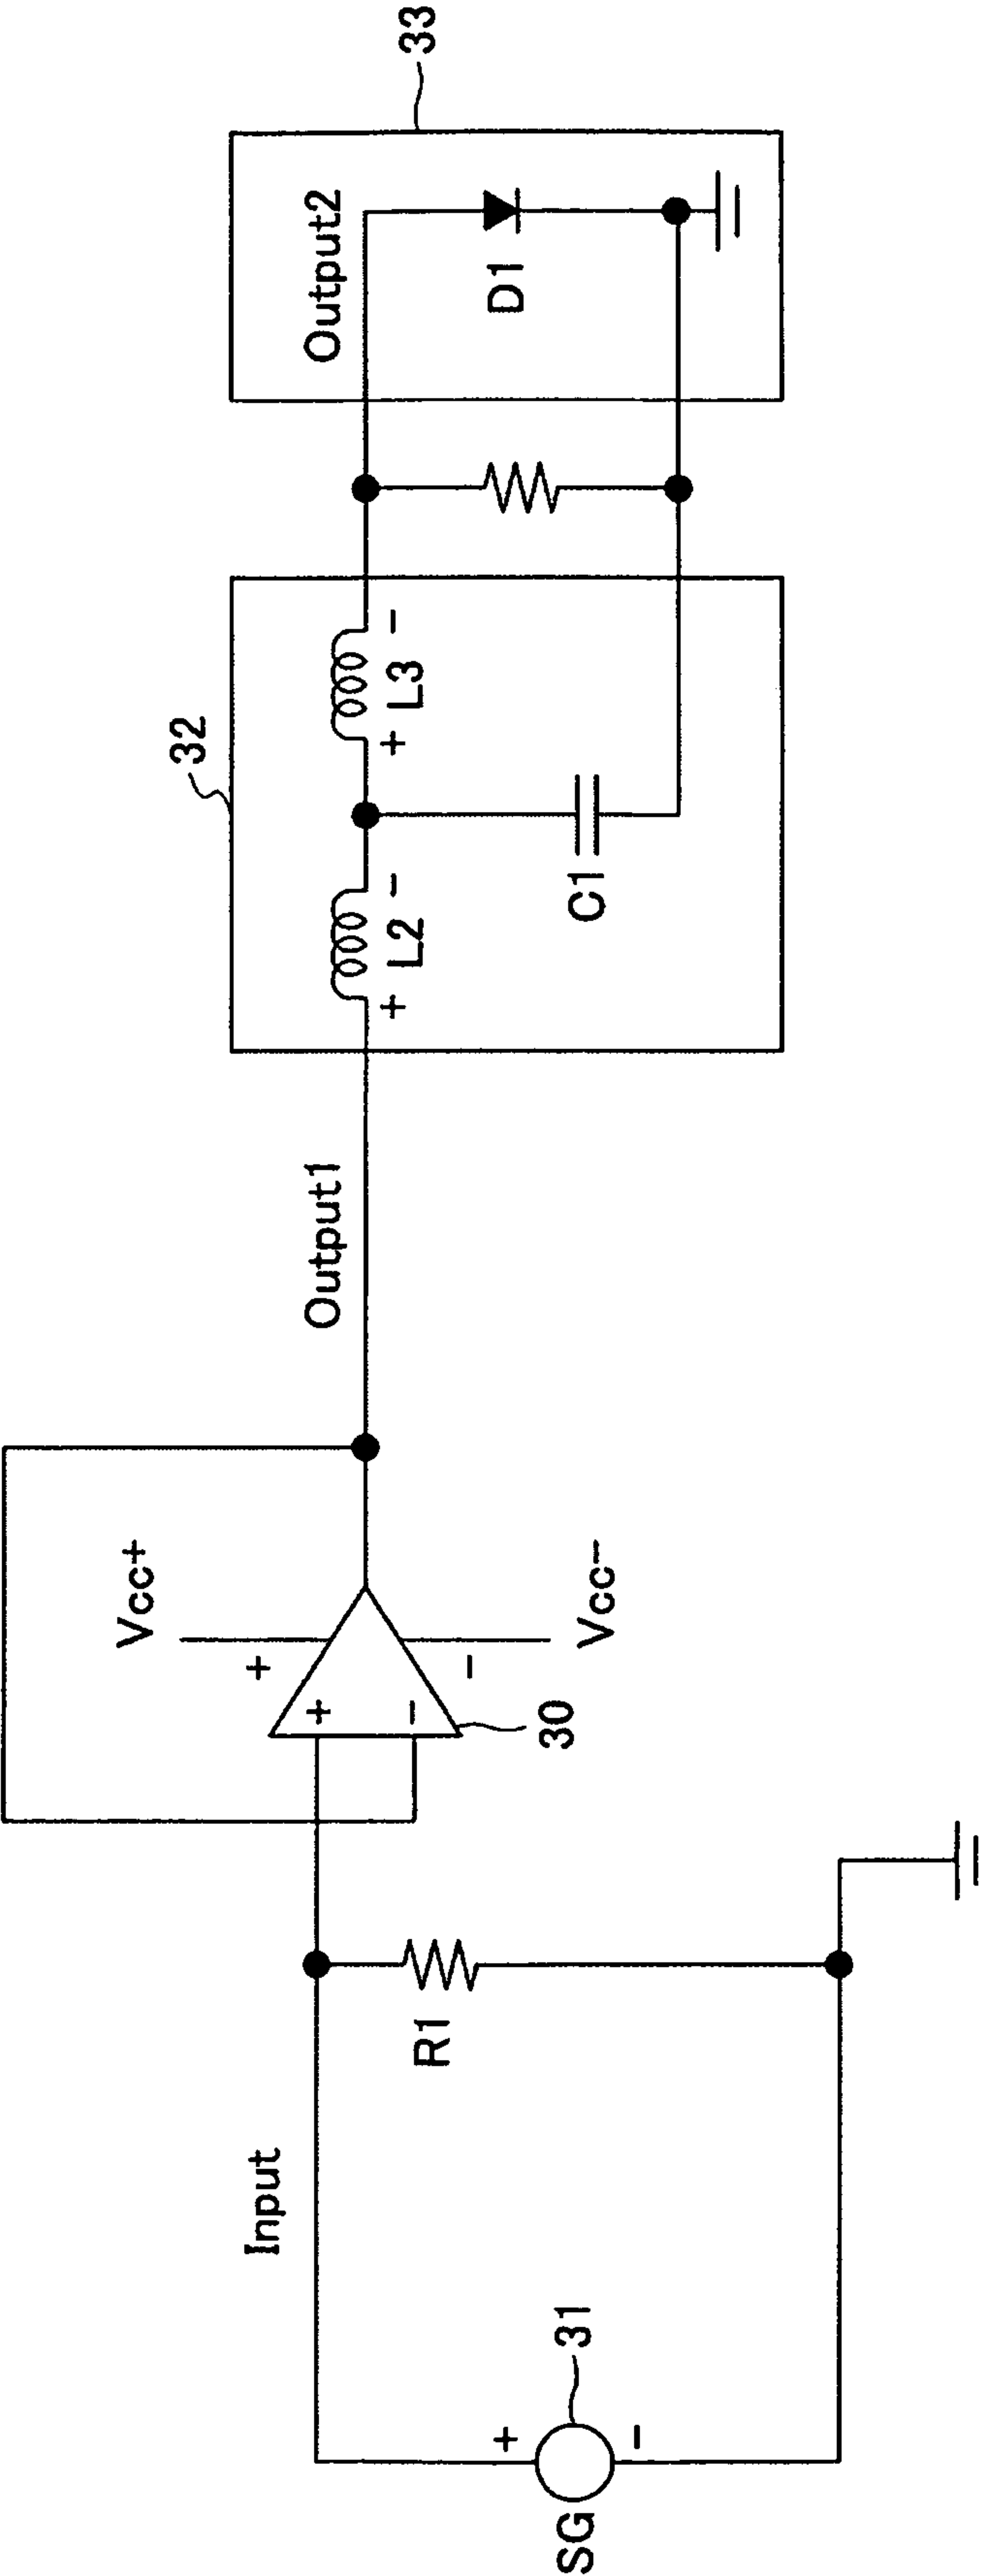 SG
+
31
-
Input
R1
30
+
-
+
-
Vcc+
Vcc-
Output1
32
+
L2
-
+
L3
-
C1
Output2
D1
33